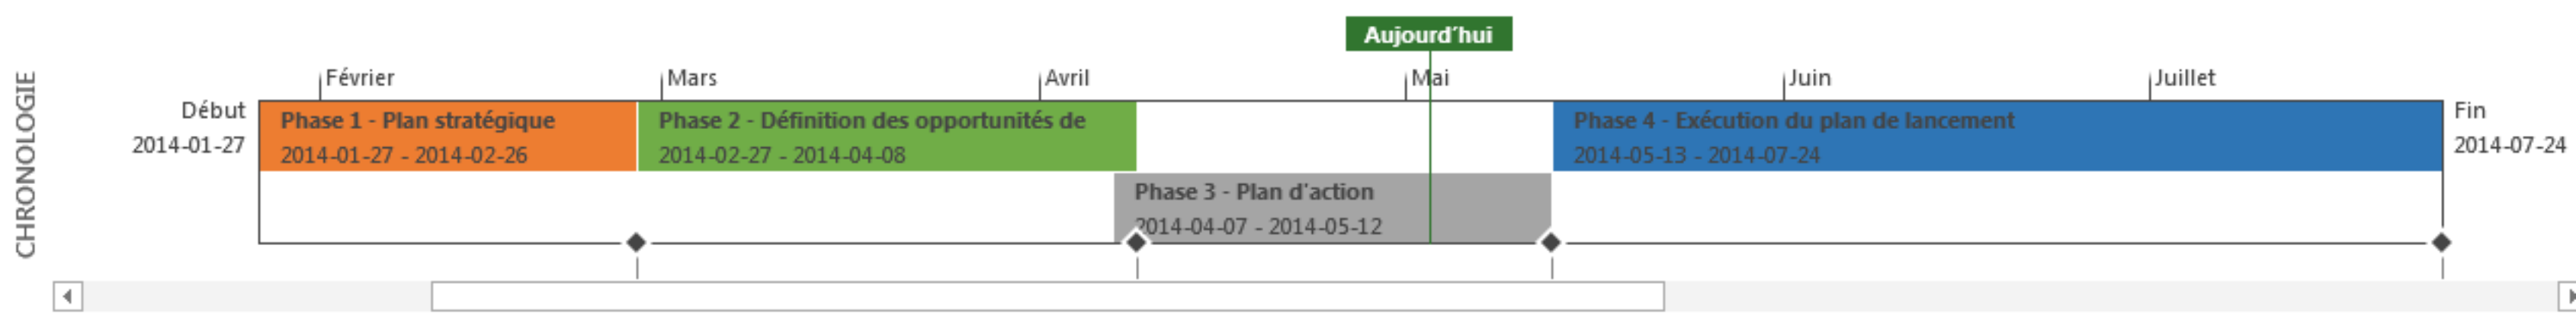 Aujourd'hui
Février
Mars
Avril
Mai
Juin
Juillet
CHRONOLOGIE
Début
2014-01-27
Phase 1 - Plan stratégique
2014-01-27 - 2014-02-26
Phase 2 - Définition des opportunités de
2014-02-27 - 2014-04-08
Phase 3 - Plan d'action
2014-04-07 - 2014-05-12
Phase 4 - Exécution du plan de lancement
2014-05-13 - 2014-07-24
Fin
2014-07-24